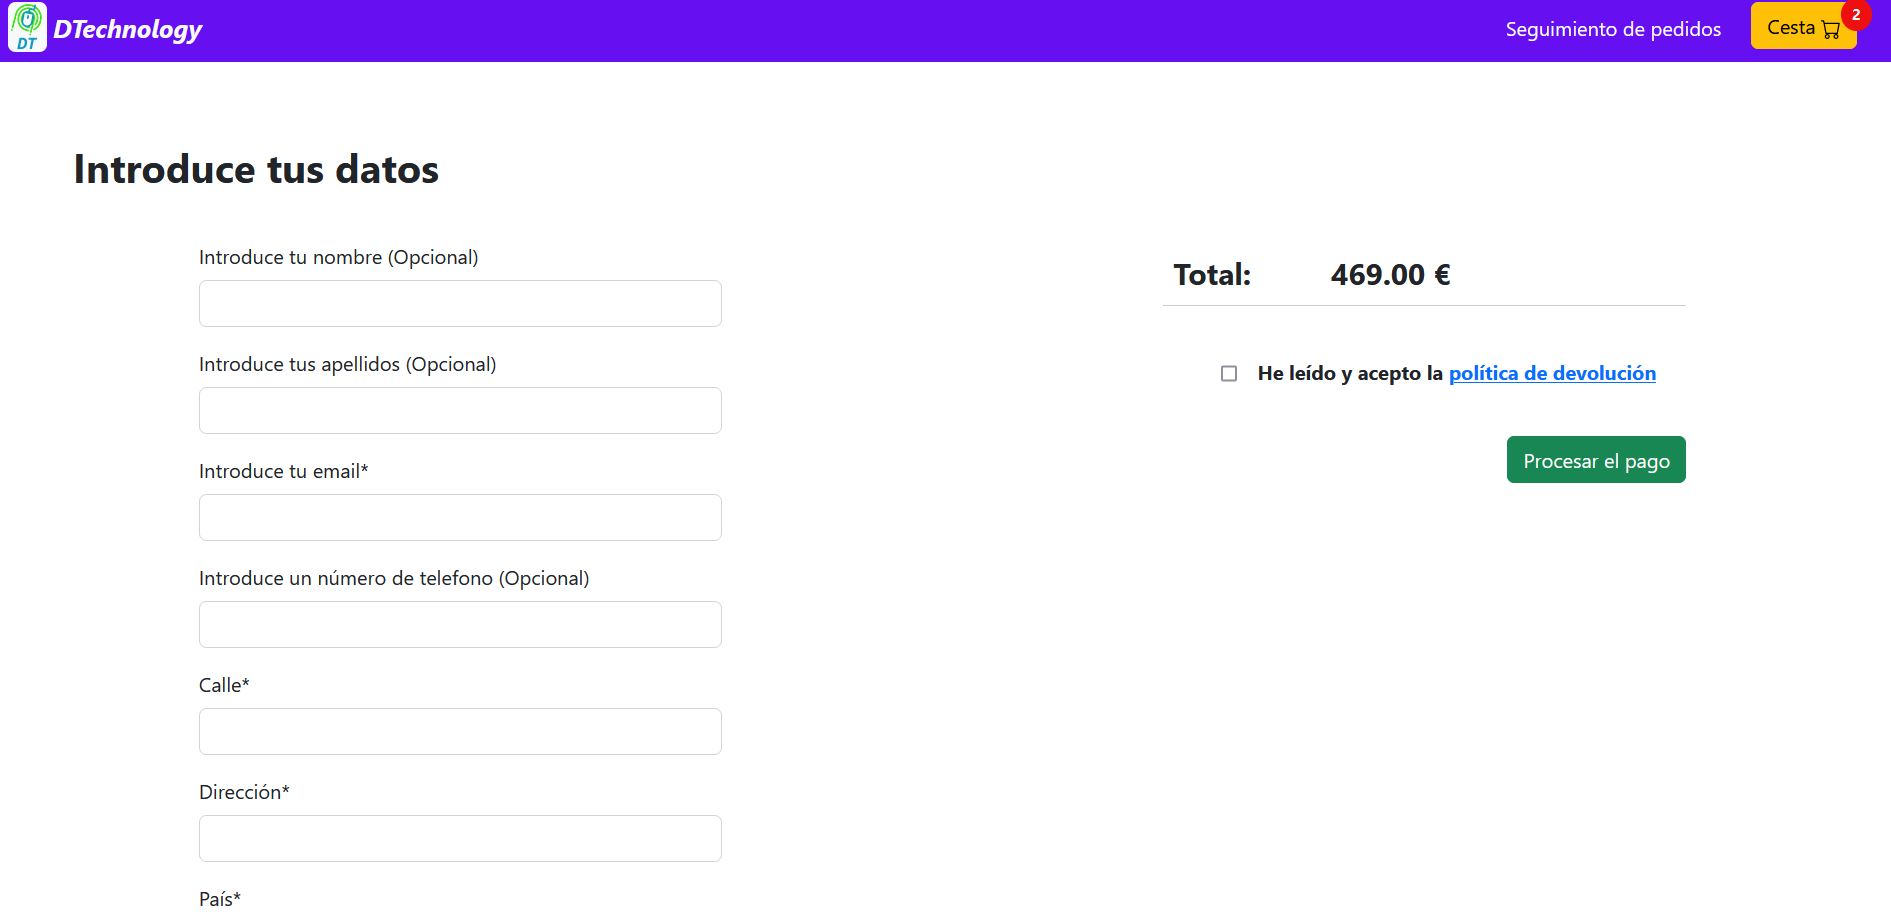 DT
DTechnology
Seguimiento de pedidos
Cesta
2
Introduce tus datos
Introduce tu nombre (Opcional)
Introduce tus apellidos (Opcional)
Introduce tu email*
Introduce un número de telefono (Opcional)
Calle*
Dirección*
País*
Total: 469.00 €
He leído y acepto la política de devolución
Procesar el pago